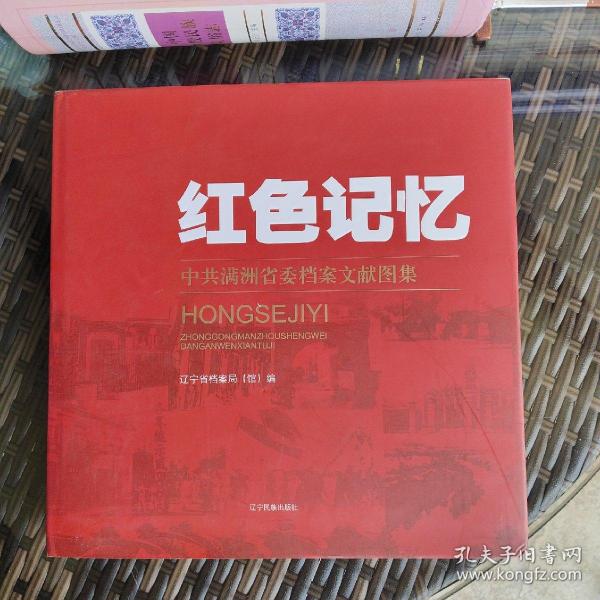 红色记忆
中共满洲省委档案文献图集
HONGSEJIYI
ZHONGGONGMANZHOUSHENGWEI
DANGANWENXIANTUJI
辽宁省档案局(馆)编
辽宁民族出版社
孔夫子旧书网
www.kongfz.com